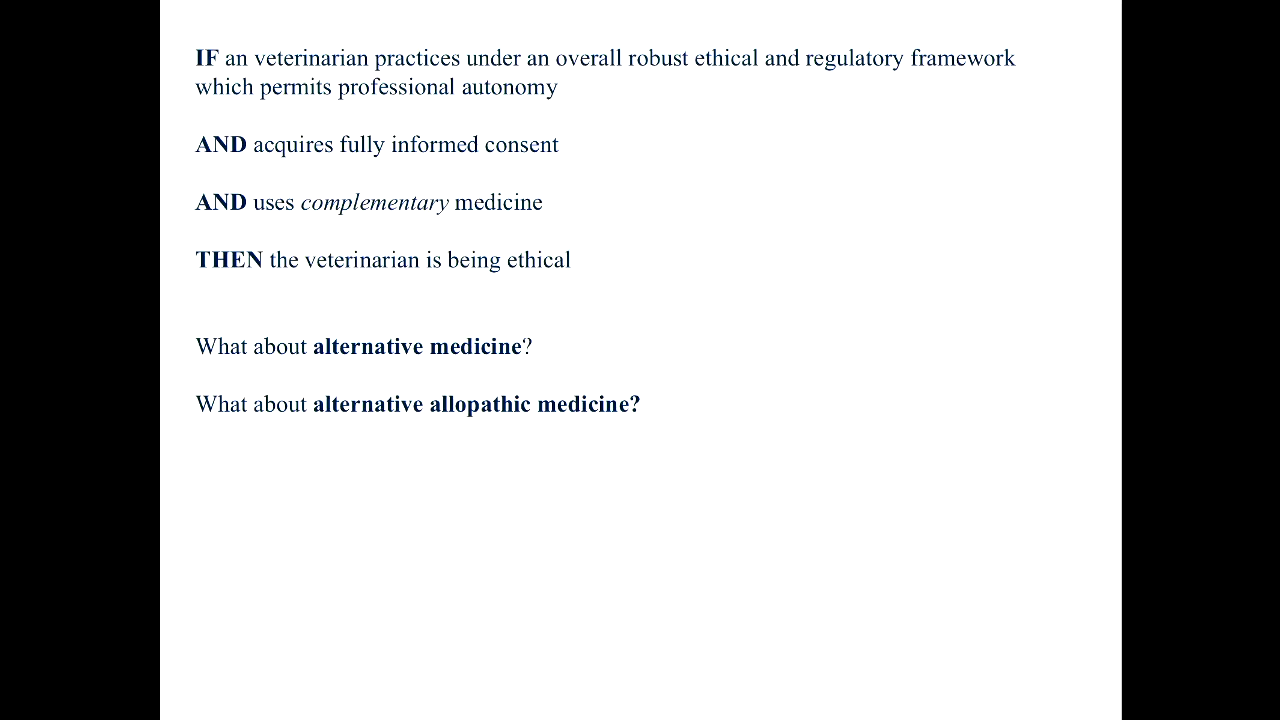 IF an veterinarian practices under an overall robust ethical and regulatory framework
which permits professional autonomy
AND acquires fully informed consent
AND uses complementary medicine
THEN the veterinarian is being ethical
What about alternative medicine?
What about alternative allopathic medicine?